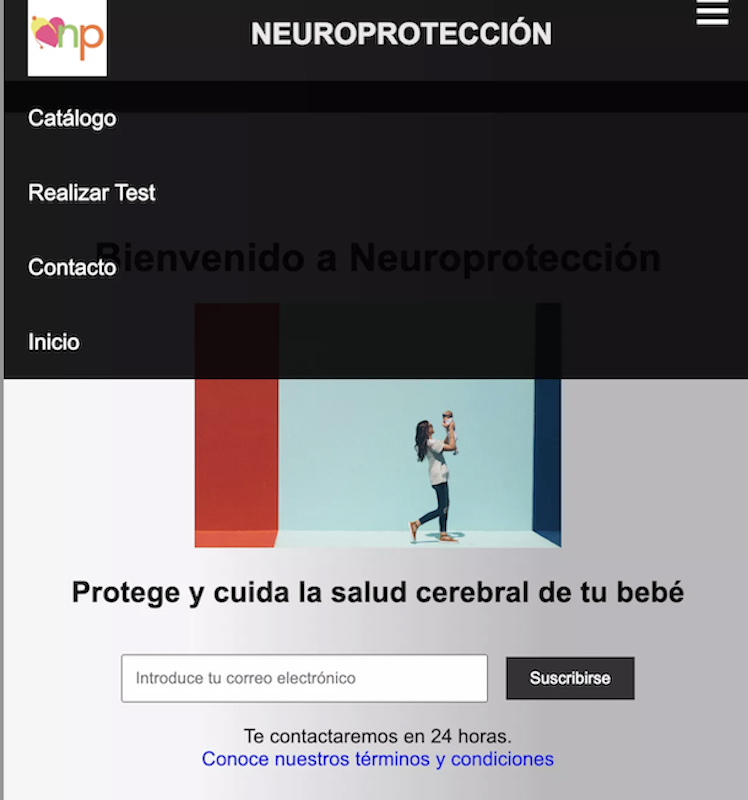 np
NEUROPROTECCIÓN
Catálogo
Realizar Test
Bienvenido a Neuroprotección
Contacto
Inicio
Protege y cuida la salud cerebral de tu bebé
Introduce tu correo electrónico
Suscribirse
Te contactaremos en 24 horas.
Conoce nuestros términos y condiciones